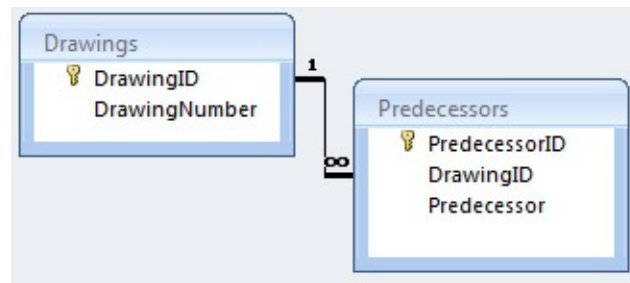 Drawings
DrawingID
DrawingNumber
1
∞
Predecessors
PredecessorID
DrawingID
Predecessor